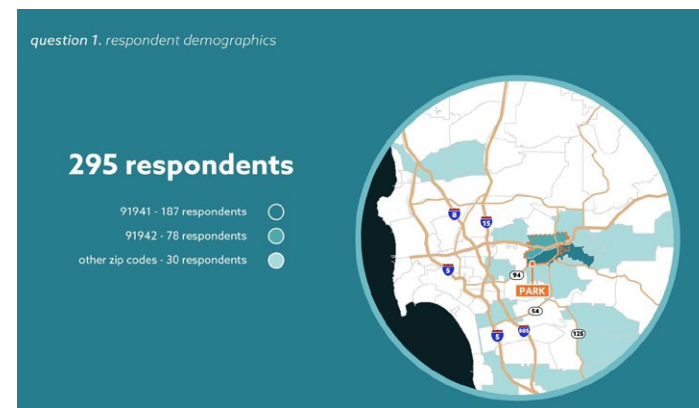 question 1. respondent demographics
295 respondents
91941 - 187 respondents
91942 - 78 respondents
other zip codes - 30 respondents
8
15
5
94
PARK
54
5
805
125